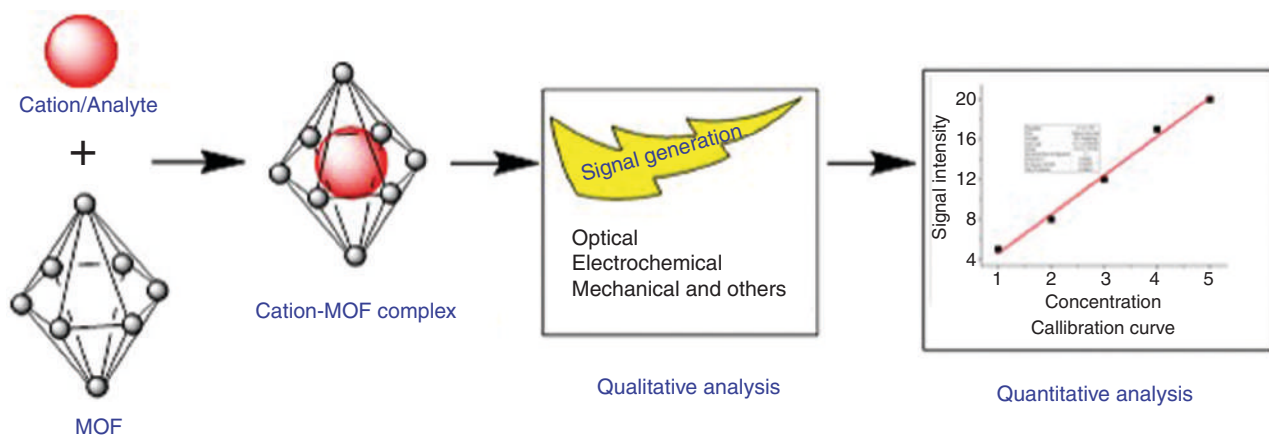 Cation/Analyte
+
MOF
Cation-MOF complex
Signal generation
Optical
Electrochemical
Mechanical and others
Qualitative analysis
Signal intensity
20
16
12
8
4
1 2 3 4 5
Concentration
Callibration curve
Quantitative analysis